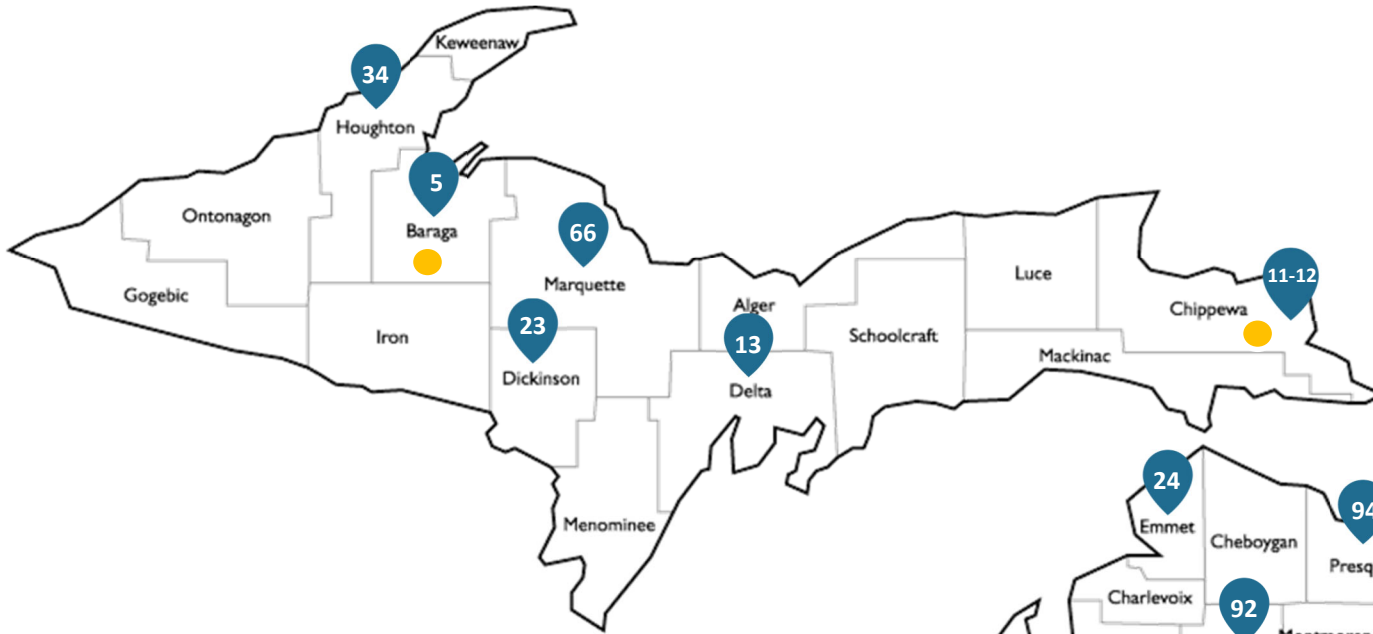 Keweenaw
34
Houghton
5
Ontonagon
Baraga
66
Marquette
Gogebic
Iron
23
Dickinson
Alger
13
Delta
Schoolcraft
Luce
11-12
Chippewa
Mackinac
Menominee
24
Emmet
Cheboygan
94
Presq
Charlevoix
92